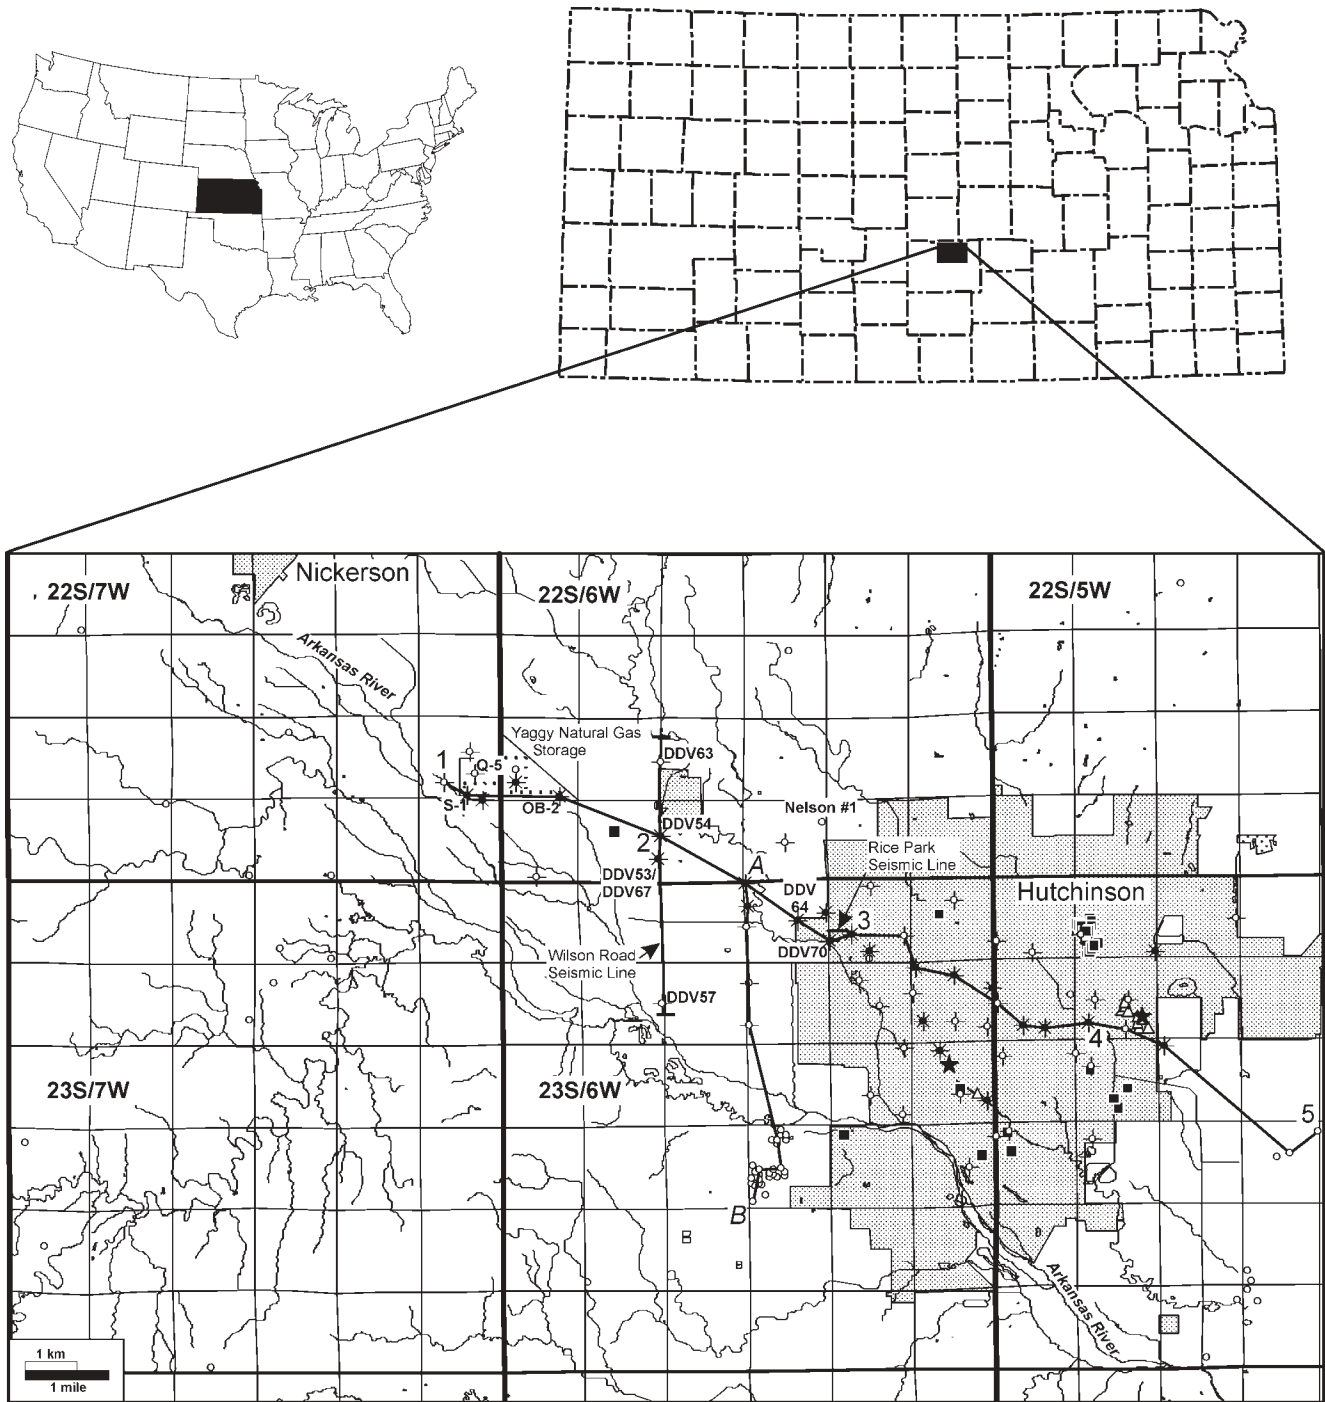 Nickerson
22S/7W
22S/6W
22S/5W
Arkansas River
Yaggy Natural Gas
Storage
1
Q-5
DDV63
S-1
OB-2
Nelson #1
DDV54
2
Rice Park
Seismic Line
A
DDV53/
DDV67
DDV
64
Hutchinson
3
DDV70
Wilson Road
Seismic Line
DDV57
4
23S/7W
23S/6W
5
B
Arkansas River
1 km
1 mile